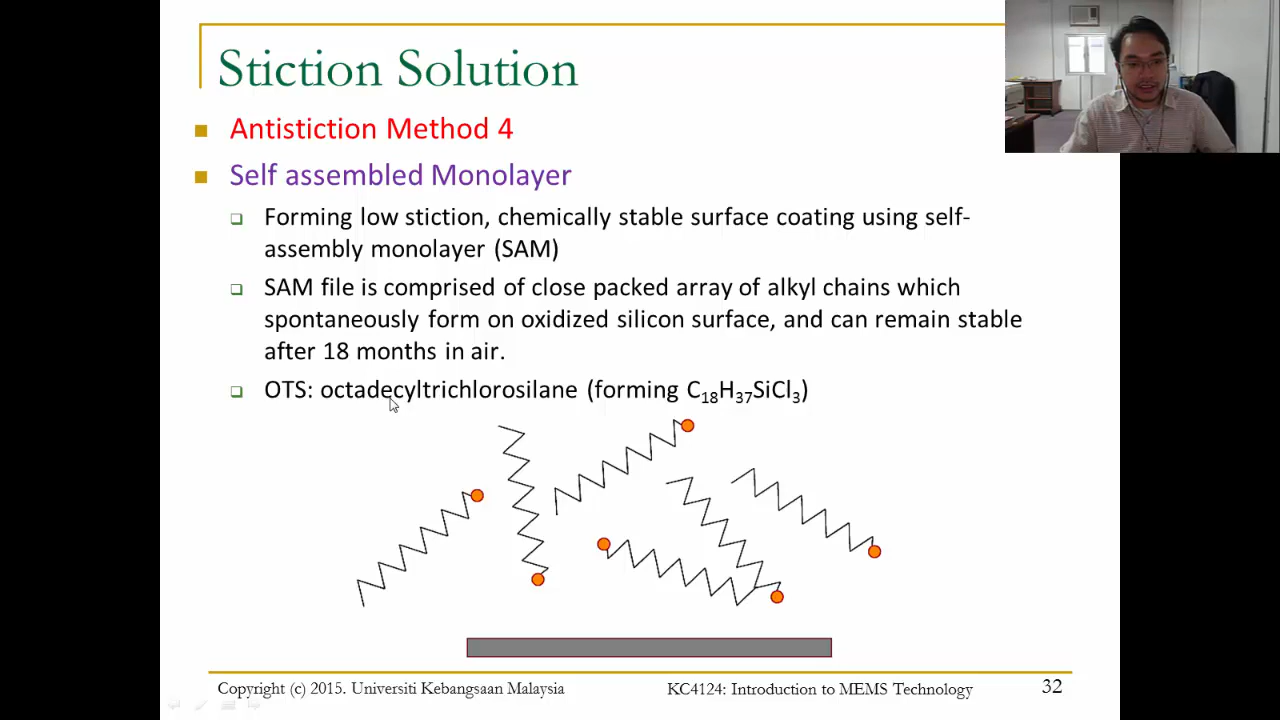 Stiction Solution
Antistiction Method 4
Self assembled Monolayer
Forming low stiction, chemically stable surface coating using self-
assembly monolayer (SAM)
SAM file is comprised of close packed array of alkyl chains which
spontaneously form on oxidized silicon surface, and can remain stable
after 18 months in air.
OTS: octadecyltrichlorosilane (forming C₁₈H₃₇SiCl₃)
Copyright (c) 2015. Universiti Kebangsaan Malaysia
KC4124: Introduction to MEMS Technology
32